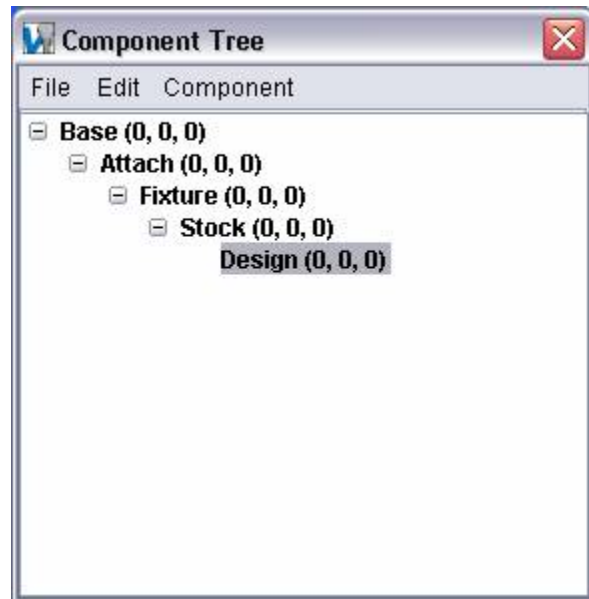 Component Tree
File Edit Component
Base (0, 0, 0)
Attach (0, 0, 0)
Fixture (0, 0, 0)
Stock (0, 0, 0)
Design (0, 0, 0)